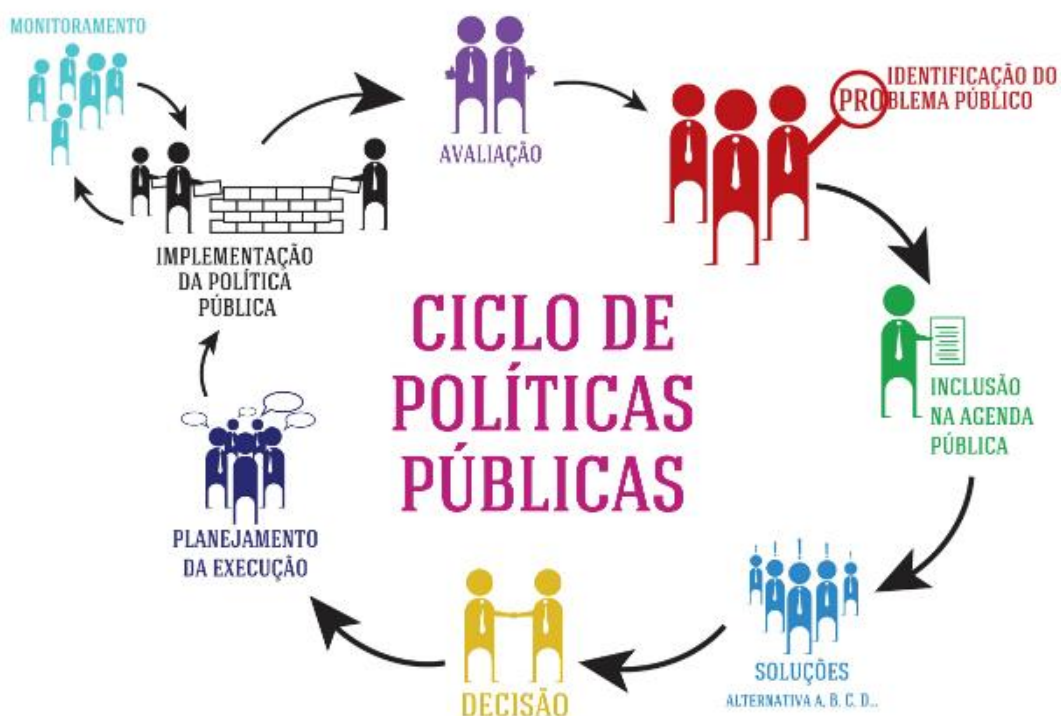 MONITORAMENTO
AVALIAÇÃO
IDENTIFICAÇÃO DO
PROBLEMA PÚBLICO
IMPLEMENTAÇÃO
DA POLÍTICA
PÚBLICA
CICLO DE
POLÍTICAS
PÚBLICAS
INCLUSÃO
NA AGENDA
PÚBLICA
PLANEJAMENTO
DA EXECUÇÃO
! ! ! ! !
SOLUÇÕES
ALTERNATIVA A, B, C, D...
DECISÃO